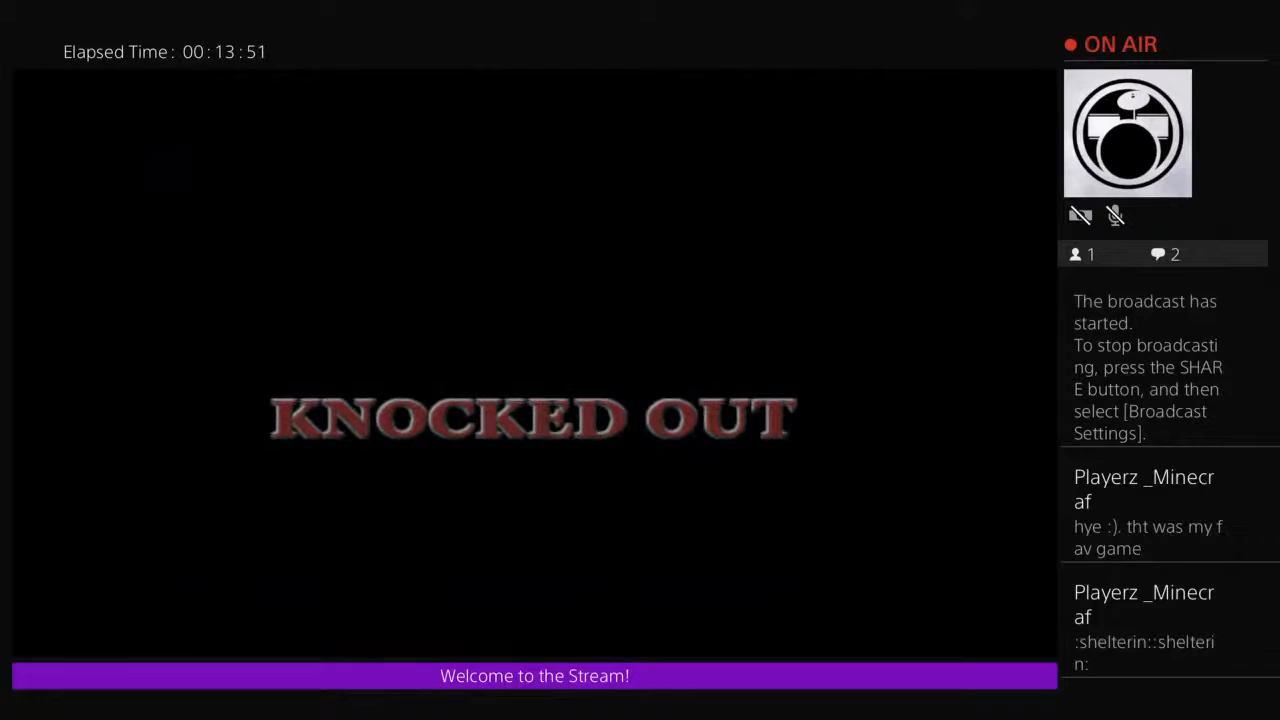 Elapsed Time: 00:13:51
ON AIR
1 2
The broadcast has
started.
To stop broadcasti
ng, press the SHAR
E button, and then
select [Broadcast
Settings].
Playerz _Minecr
af
hye :). tht was my f
av game
Playerz _Minecr
af
:shelterin::shelteri
n:
KNOCKED OUT
Welcome to the Stream!